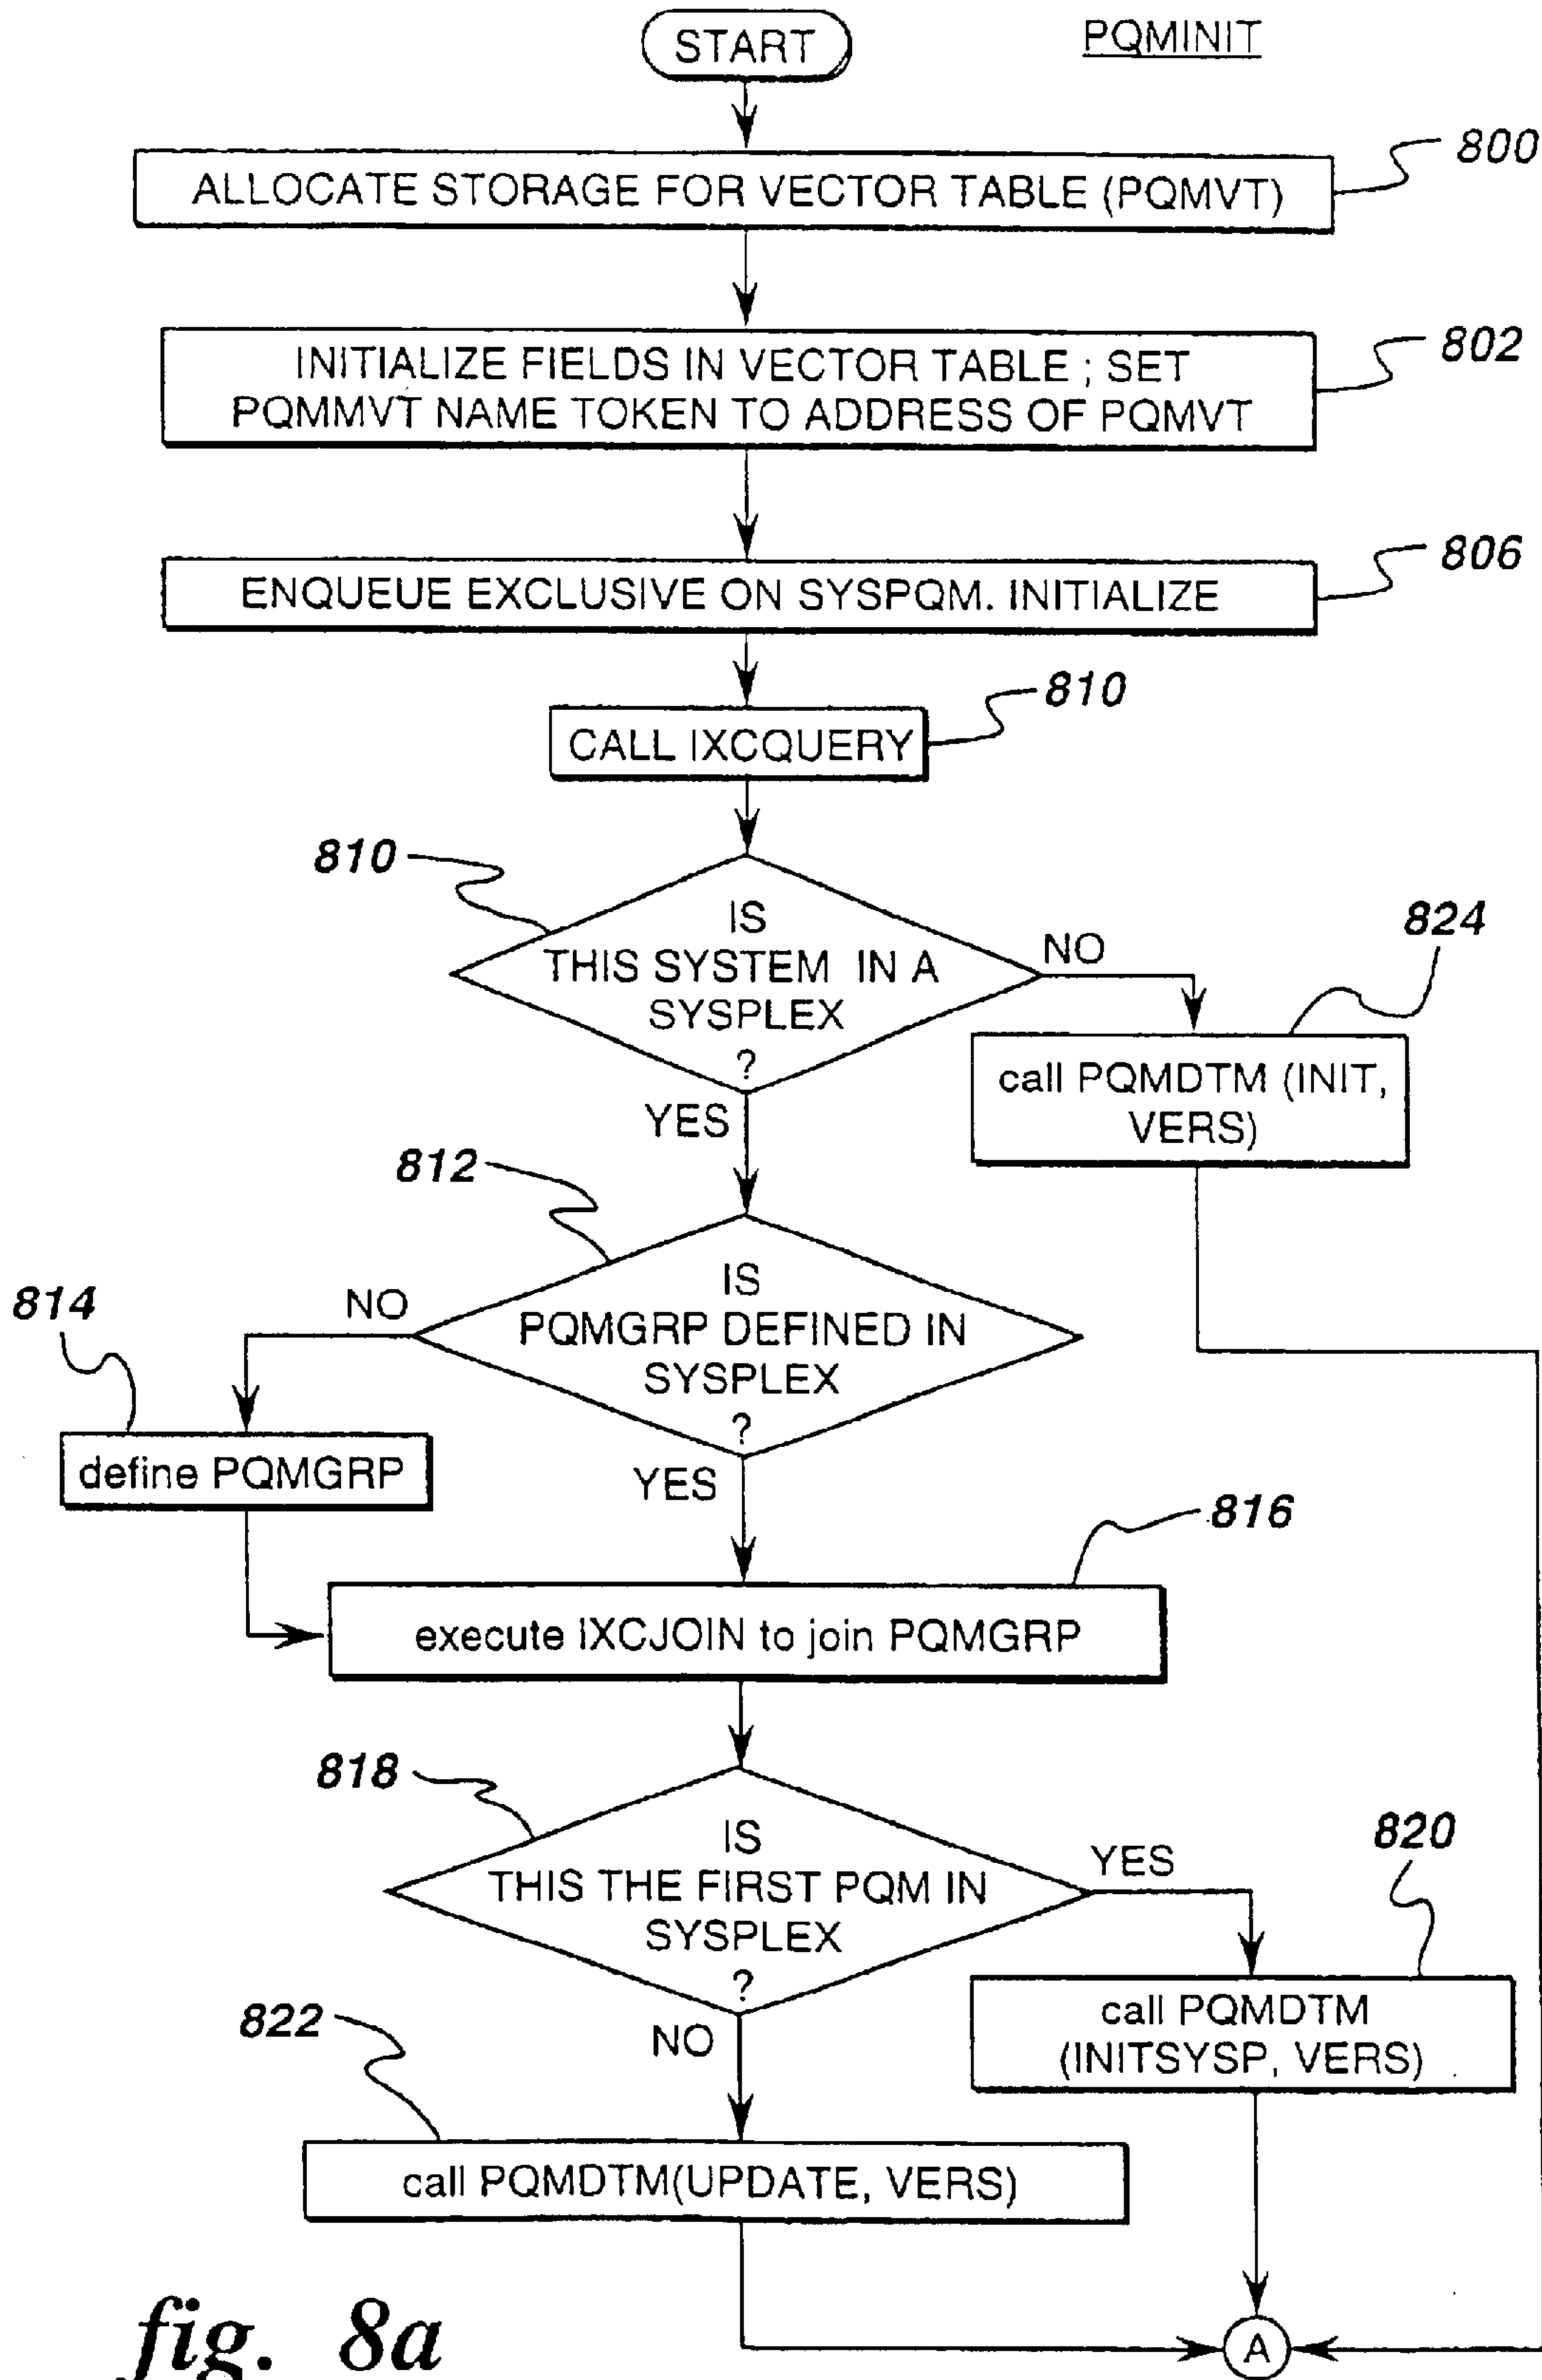 START
PQMINIT
800
ALLOCATE STORAGE FOR VECTOR TABLE (PQMVT)
802
INITIALIZE FIELDS IN VECTOR TABLE ; SET
PQMMVT NAME TOKEN TO ADDRESS OF PQMVT
806
ENQUEUE EXCLUSIVE ON SYSPQM. INITIALIZE
810
CALL IXCQUERY
810
IS
THIS SYSTEM IN A
SYSPLEX
?
NO
824
call PQMDTM (INIT,
VERS)
YES
812
IS
PQMGRP DEFINED IN
SYSPLEX
?
NO
814
define PQMGRP
YES
816
execute IXCJOIN to join PQMGRP
818
IS
THIS THE FIRST PQM IN
SYSPLEX
?
YES
820
call PQMDTM
(INITSYSP, VERS)
NO
822
call PQMDTM(UPDATE, VERS)
A
fig. 8a